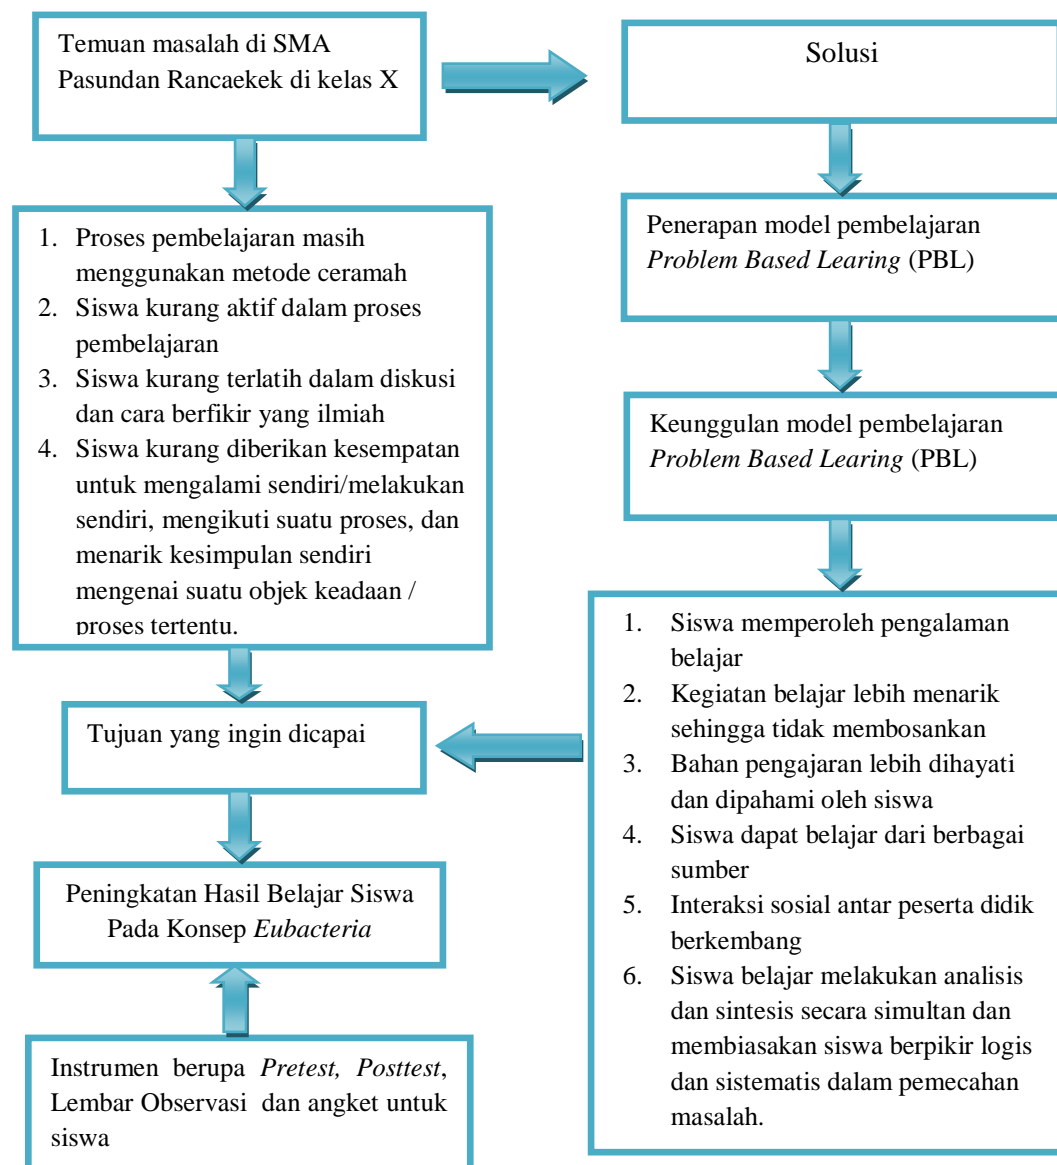 Temuan masalah di SMA
Pasundan Rancaekek di kelas X
Solusi
1. Proses pembelajaran masih
menggunakan metode ceramah
2. Siswa kurang aktif dalam proses
pembelajaran
3. Siswa kurang terlatih dalam diskusi
dan cara berfikir yang ilmiah
4. Siswa kurang diberikan kesempatan
untuk mengalami sendiri/melakukan
sendiri, mengikuti suatu proses, dan
menarik kesimpulan sendiri
mengenai suatu objek keadaan /
proses tertentu.
Penerapan model pembelajaran
Problem Based Learing (PBL)
Keunggulan model pembelajaran
Problem Based Learing (PBL)
1. Siswa memperoleh pengalaman
belajar
2. Kegiatan belajar lebih menarik
sehingga tidak membosankan
3. Bahan pengajaran lebih dihayati
dan dipahami oleh siswa
4. Siswa dapat belajar dari berbagai
sumber
5. Interaksi sosial antar peserta didik
berkembang
6. Siswa belajar melakukan analisis
dan sintesis secara simultan dan
membiasakan siswa berpikir logis
dan sistematis dalam pemecahan
masalah.
Tujuan yang ingin dicapai
Peningkatan Hasil Belajar Siswa
Pada Konsep Eubacteria
Instrumen berupa Pretest, Posttest,
Lembar Observasi dan angket untuk
siswa